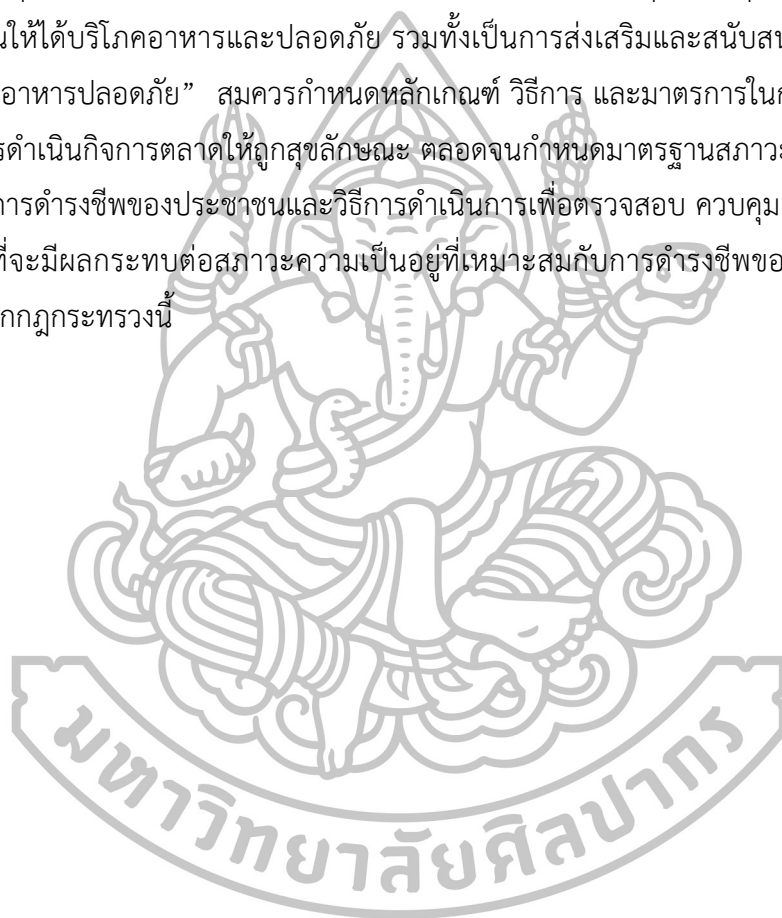 นให้ได้บริโภคอาหารและปลอดภัย รวมทั้งเป็นการส่งเสริมและสนับสน
อาหารปลอดภัย” สมควรกำหนดหลักเกณฑ์ วิธีการ และมาตรการใน
รดำเนินกิจการตลาดให้ถูกสุขลักษณะ ตลอดจนกำหนดมาตรฐานสภาวะ
การดำรงชีพของประชาชนและวิธีการดำเนินการเพื่อตรวจสอบ ควบคุม
ที่จะมีผลกระทบต่อสภาวะความเป็นอยู่ที่เหมาะสมกับการดำรงชีพขอ
กกฎกระทรวงนี้
มหาวิทยาลัยศิลปากร